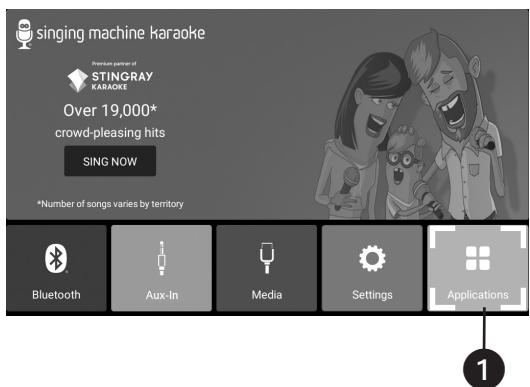 singing machine karaoke
Premium partner of
STINGRAY
KARAOKE
Over 19,000*
crowd-pleasing hits
SING NOW
*Number of songs varies by territory
Bluetooth
Aux-In
Media
Settings
Applications
1